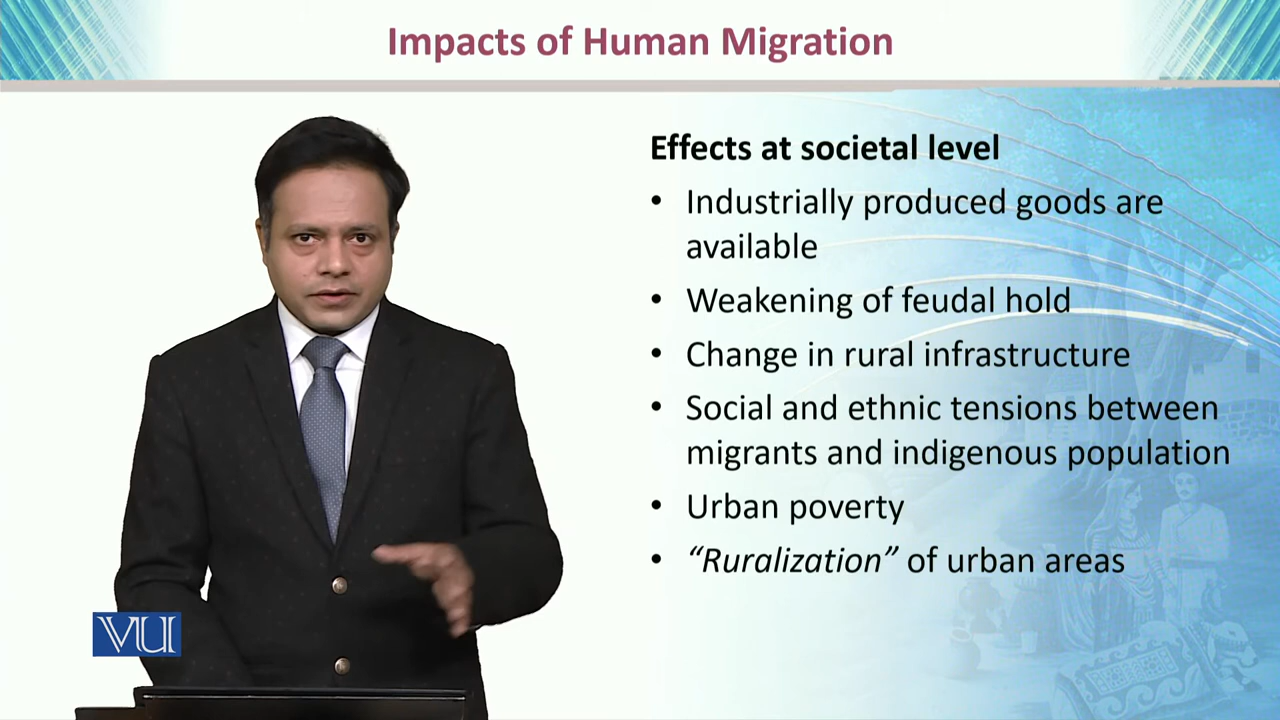 Impacts of Human Migration
Effects at societal level
• Industrially produced goods are
available
• Weakening of feudal hold
• Change in rural infrastructure
• Social and ethnic tensions between
migrants and indigenous population
• Urban poverty
• “Ruralization” of urban areas
VU